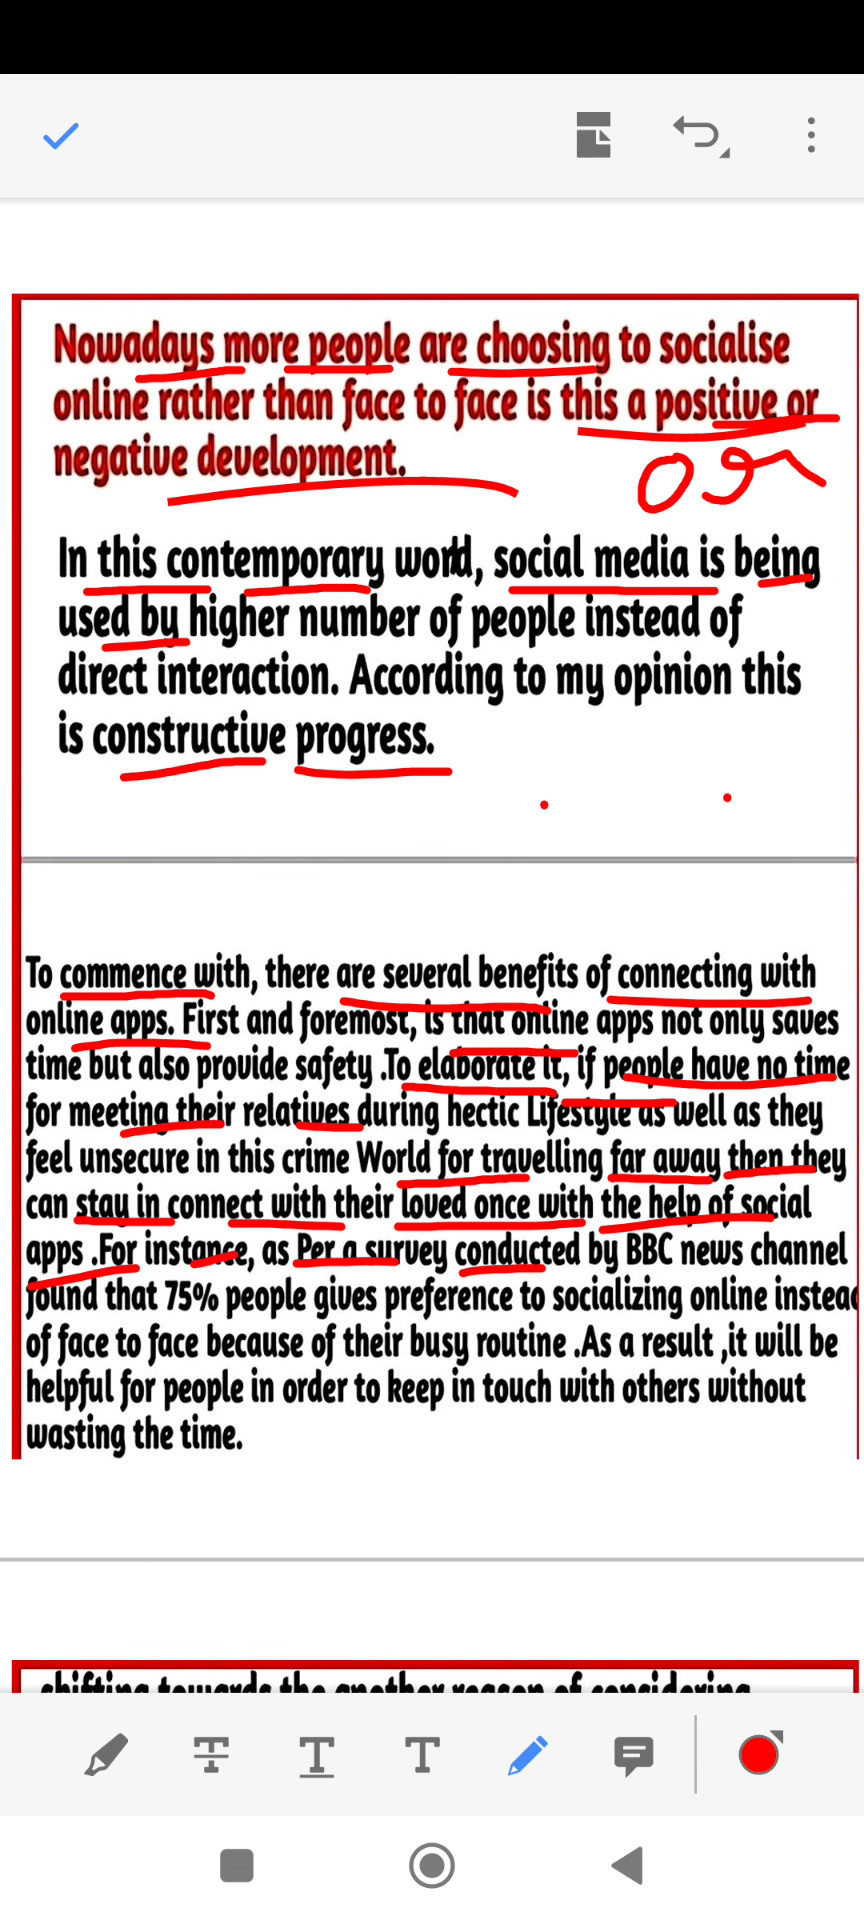 Nowadays more people are choosing to socialise
online rather than face to face is this a positive or
negative development.
or
In this contemporary world, social media is being
used by higher number of people instead of
direct interaction. According to my opinion this
is constructive progress.
To commence with, there are several benefits of connecting with
online apps. First and foremost, is that online apps not only saves
time but also provide safety .To elaborate it, if people have no time
for meeting their relatives during hectic Lifestyle as well as they
feel unsecure in this crime World for travelling far away then they
can stay in connect with their loved once with the help of social
apps .For instance, as Per a survey conducted by BBC news channel
found that 75% people gives preference to socializing online instead
of face to face because of their busy routine .As a result ,it will be
helpful for people in order to keep in touch with others without
wasting the time.
shifting towards the another reason of considering